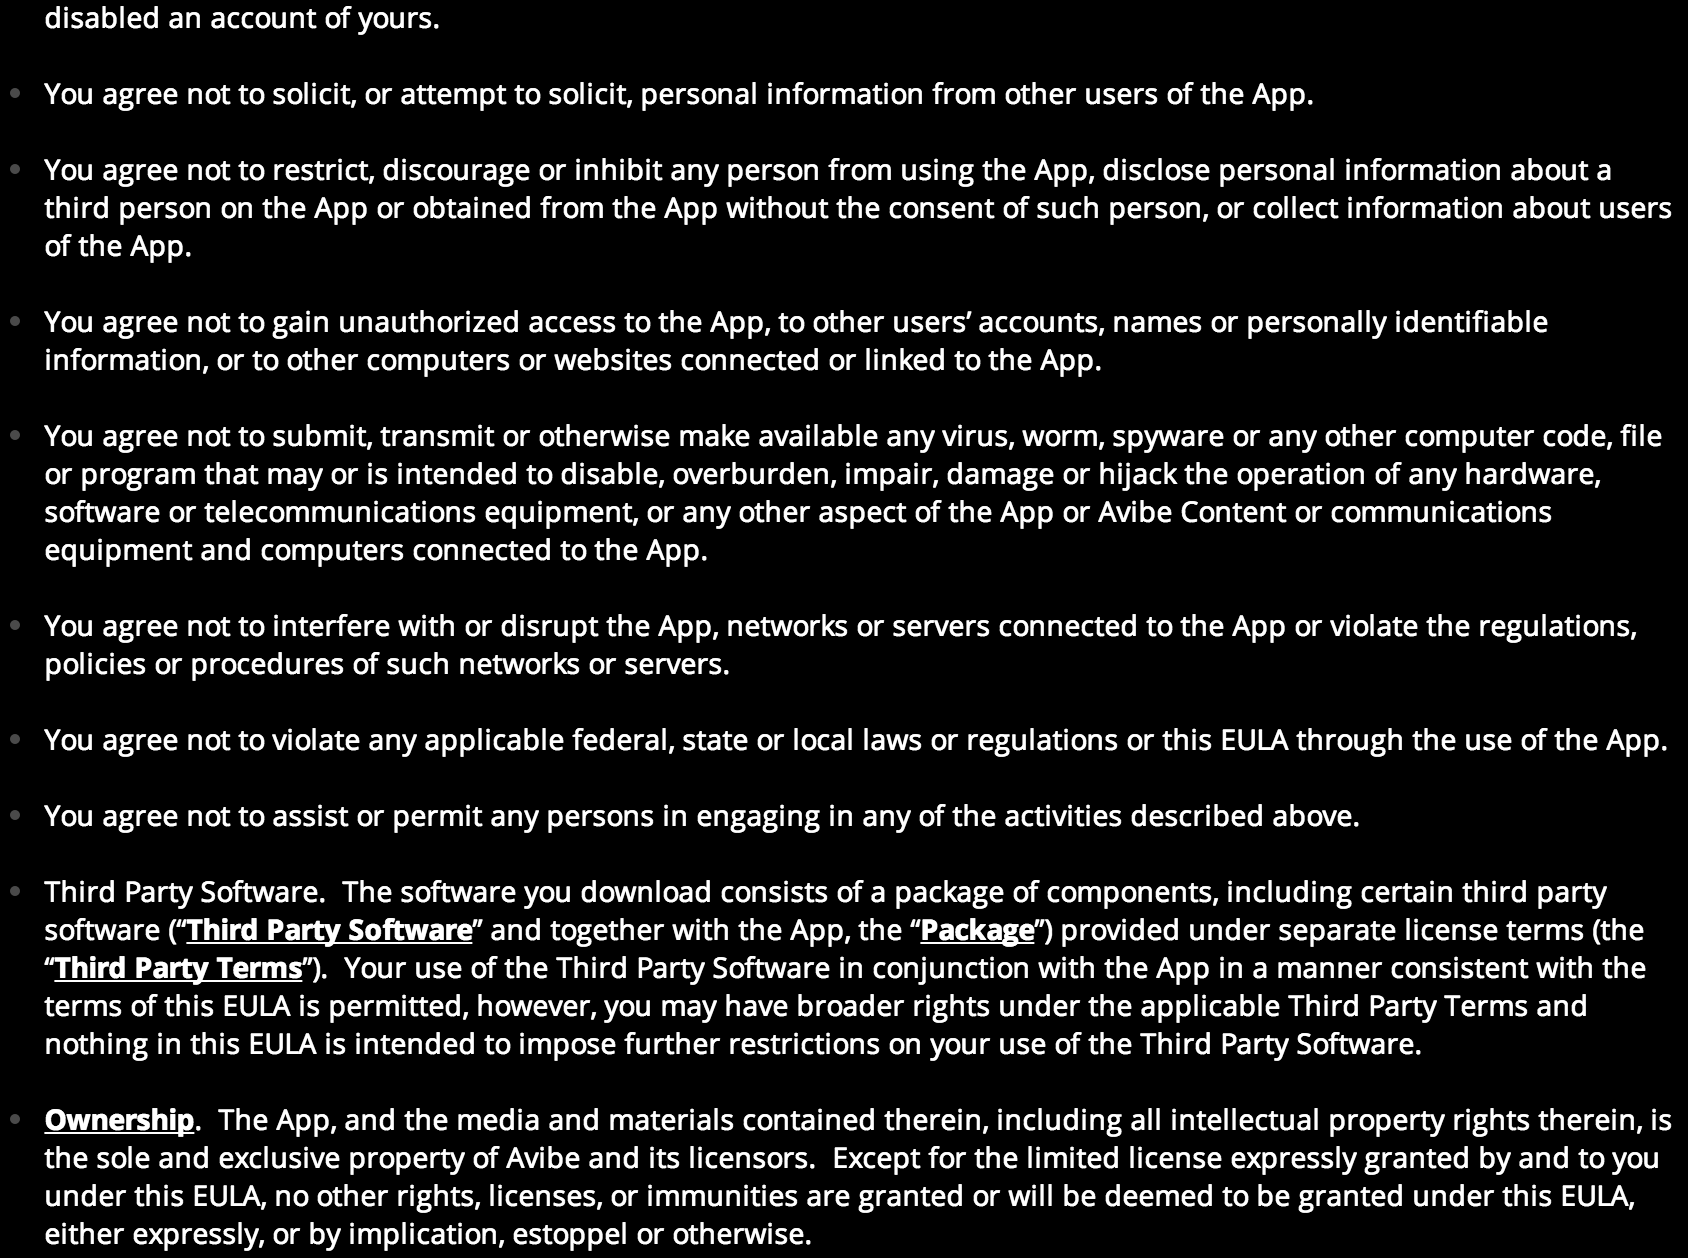 disabled an account of yours.
You agree not to solicit, or attempt to solicit, personal information from other users of the App.
You agree not to restrict, discourage or inhibit any person from using the App, disclose personal information about a
third person on the App or obtained from the App without the consent of such person, or collect information about users
of the App.
You agree not to gain unauthorized access to the App, to other users’ accounts, names or personally identifiable
information, or to other computers or websites connected or linked to the App.
You agree not to submit, transmit or otherwise make available any virus, worm, spyware or any other computer code, file
or program that may or is intended to disable, overburden, impair, damage or hijack the operation of any hardware,
software or telecommunications equipment, or any other aspect of the App or Avibe Content or communications
equipment and computers connected to the App.
You agree not to interfere with or disrupt the App, networks or servers connected to the App or violate the regulations,
policies or procedures of such networks or servers.
You agree not to violate any applicable federal, state or local laws or regulations or this EULA through the use of the App.
You agree not to assist or permit any persons in engaging in any of the activities described above.
Third Party Software.  The software you download consists of a package of components, including certain third party
software (“Third Party Software” and together with the App, the “Package”) provided under separate license terms (the
“Third Party Terms”).  Your use of the Third Party Software in conjunction with the App in a manner consistent with the
terms of this EULA is permitted, however, you may have broader rights under the applicable Third Party Terms and
nothing in this EULA is intended to impose further restrictions on your use of the Third Party Software.
Ownership.  The App, and the media and materials contained therein, including all intellectual property rights therein, is
the sole and exclusive property of Avibe and its licensors.  Except for the limited license expressly granted by and to you
under this EULA, no other rights, licenses, or immunities are granted or will be deemed to be granted under this EULA,
either expressly, or by implication, estoppel or otherwise.